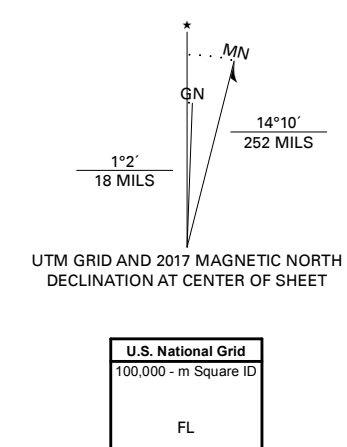 ★
MN
GN
14°10´
252 MILS
1°2´
18 MILS
UTM GRID AND 2017 MAGNETIC NORTH
DECLINATION AT CENTER OF SHEET
U.S. National Grid
100,000 - m Square ID
FL